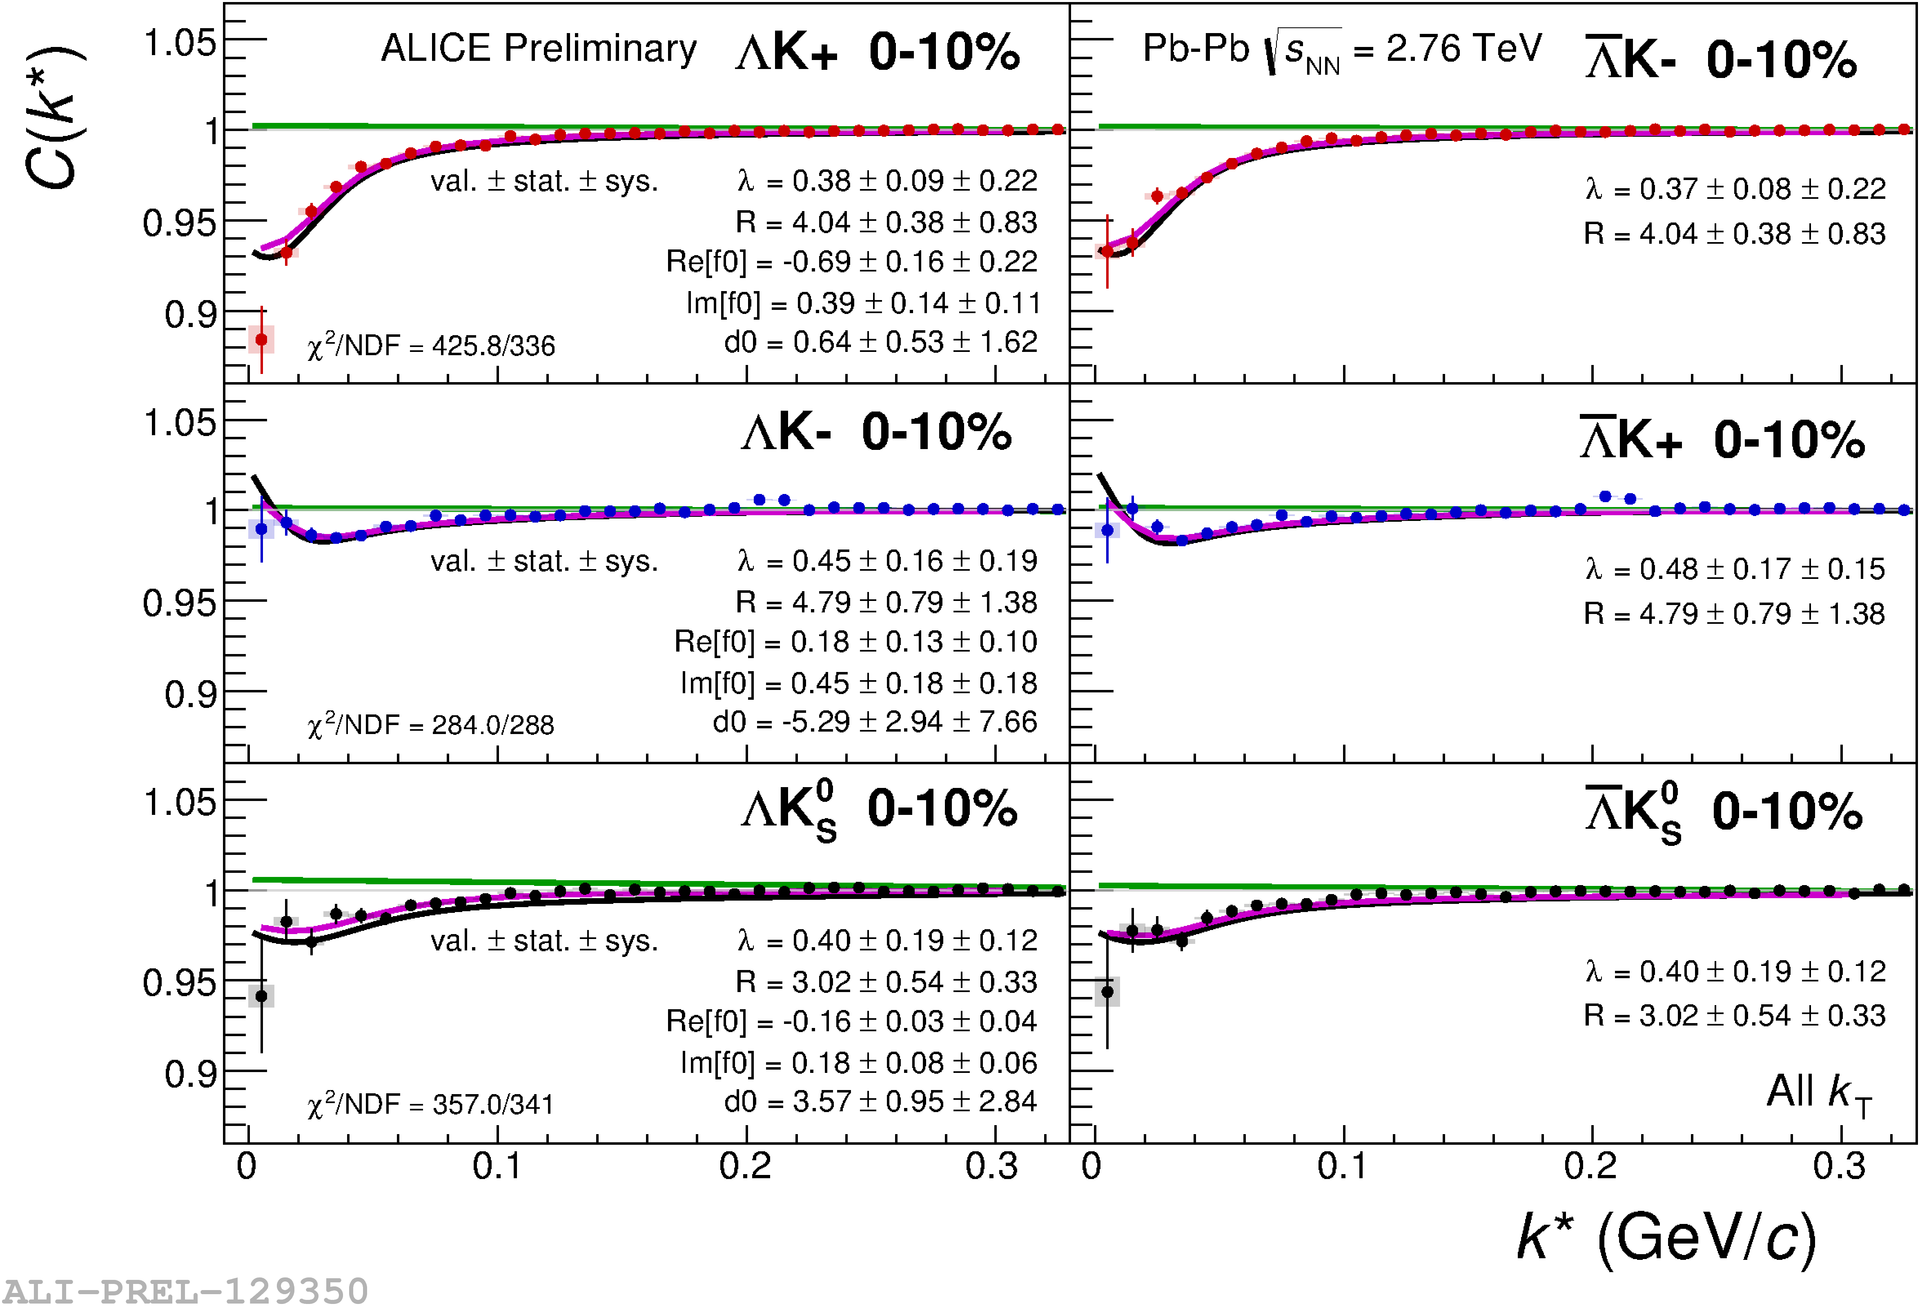 C(k*)
ALICE Preliminary ΛK+ 0-10%
Pb-Pb √sNN = 2.76 TeV Λ̅K- 0-10%
1.05
1
0.95
0.9
val. ± stat. ± sys.
λ = 0.38 ± 0.09 ± 0.22
R = 4.04 ± 0.38 ± 0.83
Re[f0] = -0.69 ± 0.16 ± 0.22
Im[f0] = 0.39 ± 0.14 ± 0.11
d0 = 0.64 ± 0.53 ± 1.62
χ²/NDF = 425.8/336
λ = 0.37 ± 0.08 ± 0.22
R = 4.04 ± 0.38 ± 0.83
ΛK- 0-10%
Λ̅K+ 0-10%
1.05
1
0.95
0.9
val. ± stat. ± sys.
λ = 0.45 ± 0.16 ± 0.19
R = 4.79 ± 0.79 ± 1.38
Re[f0] = 0.18 ± 0.13 ± 0.10
Im[f0] = 0.45 ± 0.18 ± 0.18
d0 = -5.29 ± 2.94 ± 7.66
χ²/NDF = 284.0/288
λ = 0.48 ± 0.17 ± 0.15
R = 4.79 ± 0.79 ± 1.38
ΛK⁰S 0-10%
Λ̅K⁰S 0-10%
1.05
1
0.95
0.9
val. ± stat. ± sys.
λ = 0.40 ± 0.19 ± 0.12
R = 3.02 ± 0.54 ± 0.33
Re[f0] = -0.16 ± 0.03 ± 0.04
Im[f0] = 0.18 ± 0.08 ± 0.06
d0 = 3.57 ± 0.95 ± 2.84
χ²/NDF = 357.0/341
λ = 0.40 ± 0.19 ± 0.12
R = 3.02 ± 0.54 ± 0.33
All kT
0 0.1 0.2 0.3
0 0.1 0.2 0.3
k* (GeV/c)
ALI-PREL-129350